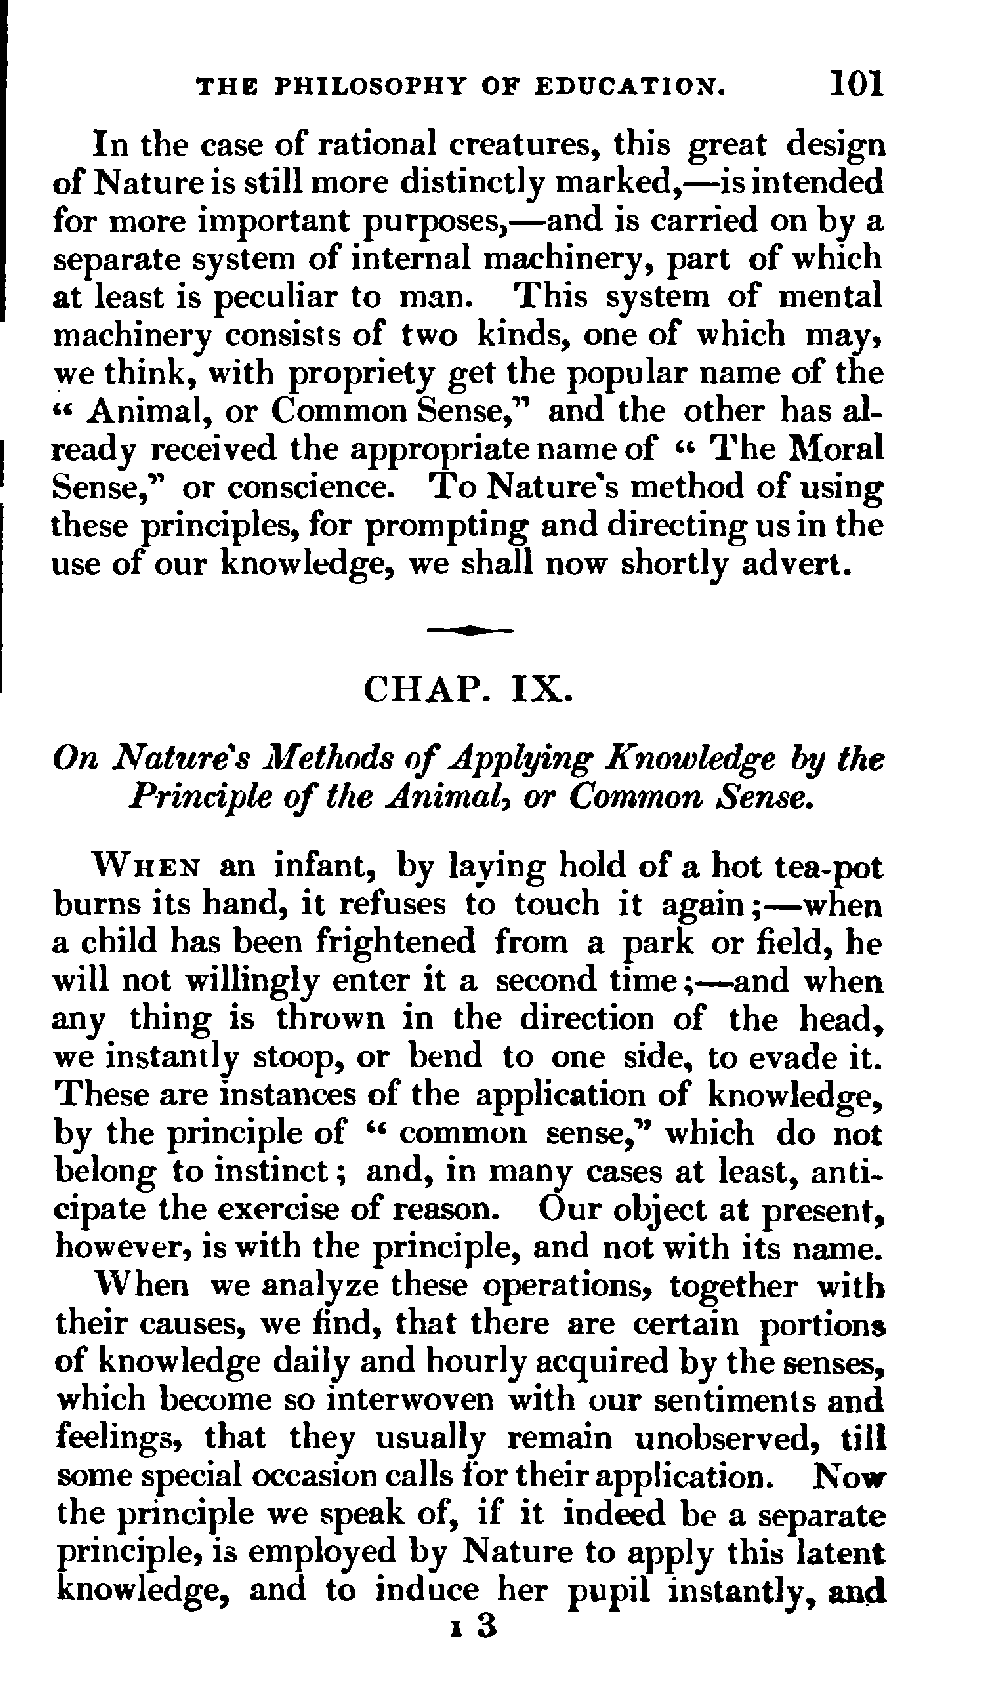 THE PHILOSOPHY OF EDUCATION. 101
In the case of rational creatures, this great design
of Nature is still more distinctly marked,—is intended
for more important purposes,—and is carried on by a
separate system of internal machinery, part of which
at least is peculiar to man. This system of mental
machinery consists of two kinds, one of which may,
we think, with propriety get the popular name of the
“ Animal, or Common Sense,” and the other has al-
ready received the appropriate name of “ The Moral
Sense,” or conscience. To Nature's method of using
these principles, for prompting and directing us in the
use of our knowledge, we shall now shortly advert.
CHAP. IX.
On Nature's Methods of Applying Knowledge by the
Principle of the Animal, or Common Sense.
WHEN an infant, by laying hold of a hot tea-pot
burns its hand, it refuses to touch it again ;—when
a child has been frightened from a park or field, he
will not willingly enter it a second time ;—and when
any thing is thrown in the direction of the head,
we instantly stoop, or bend to one side, to evade it.
These are instances of the application of knowledge,
by the principle of “ common sense,” which do not
belong to instinct ; and, in many cases at least, anti-
cipate the exercise of reason. Our object at present,
however, is with the principle, and not with its name.
When we analyze these operations, together with
their causes, we find, that there are certain portions
of knowledge daily and hourly acquired by the senses,
which become so interwoven with our sentiments and
feelings, that they usually remain unobserved, till
some special occasion calls for their application. Now
the principle we speak of, if it indeed be a separate
principle, is employed by Nature to apply this latent
knowledge, and to induce her pupil instantly, and
I 3